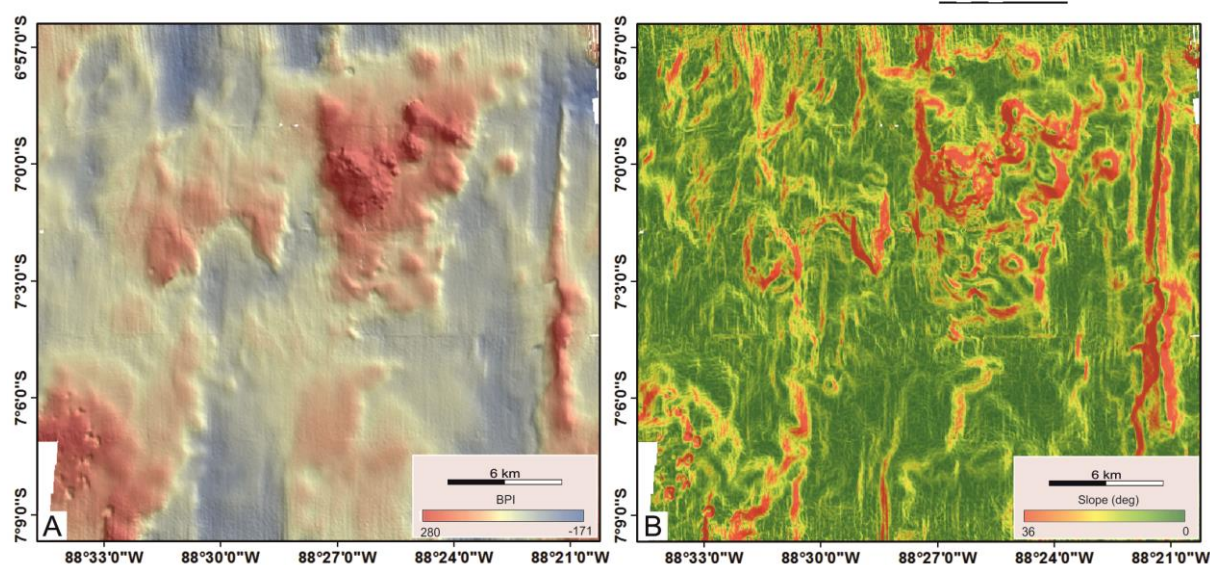 6°57'0"S
7°0'0"S
7°3'0"S
7°6'0"S
7°9'0"S
A
6 km
BPI
280
-171
88°33'0"W
88°30'0"W
88°27'0"W
88°24'0"W
88°21'0"W
6°57'0"S
7°0'0"S
7°3'0"S
7°6'0"S
7°9'0"S
B
6 km
Slope (deg)
36
0
88°33'0"W
88°30'0"W
88°27'0"W
88°24'0"W
88°21'0"W